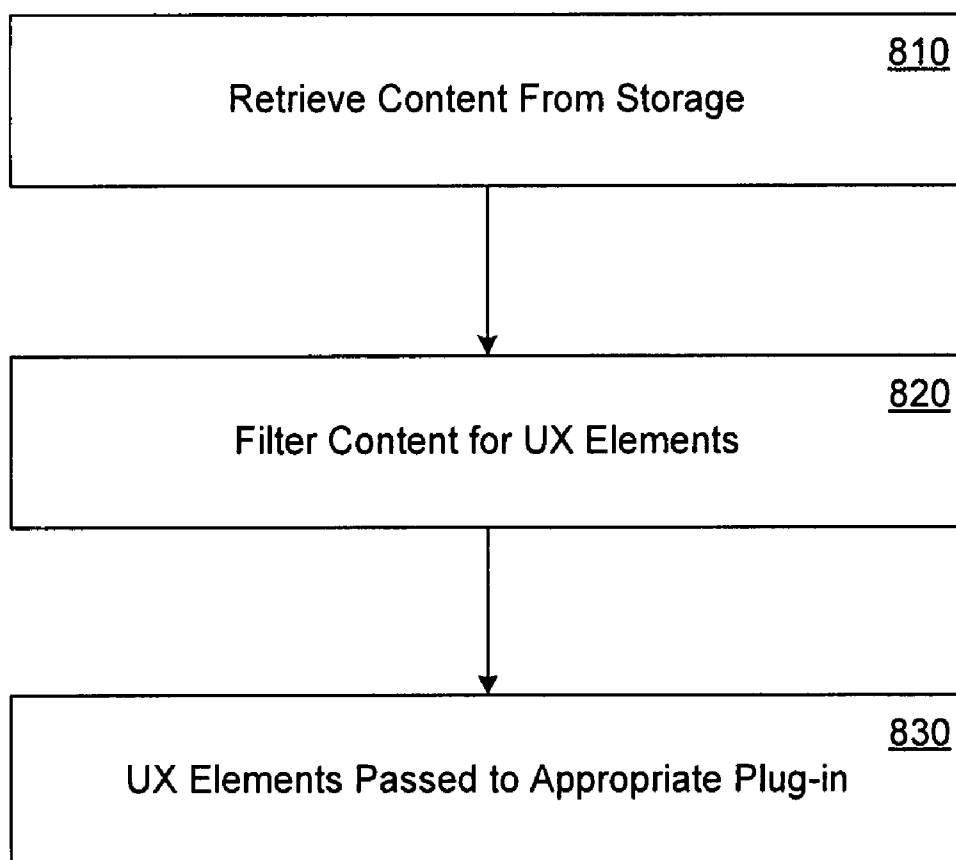 810
Retrieve Content From Storage
820
Filter Content for UX Elements
830
UX Elements Passed to Appropriate Plug-in